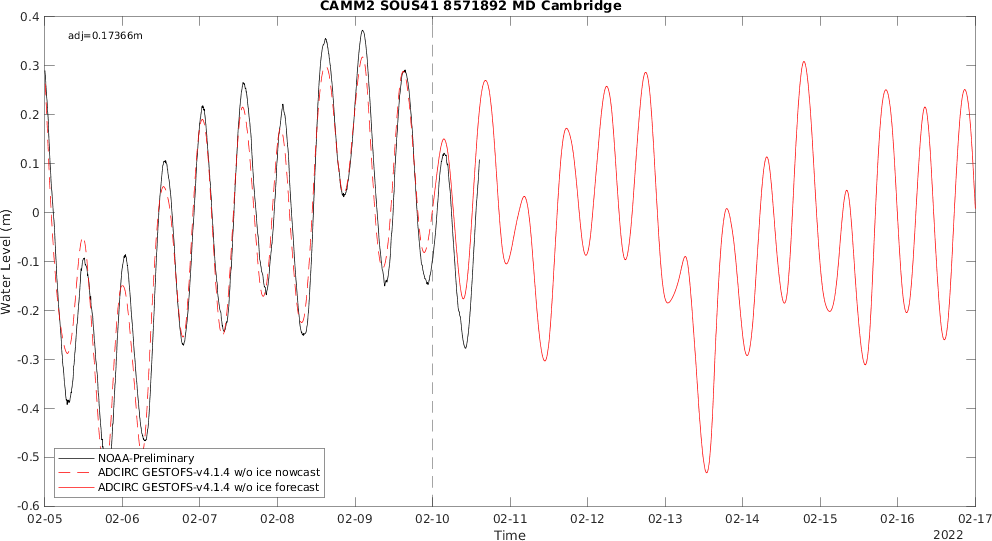 CAMM2 SOUS41 8571892 MD Cambridge
adj=0.17366m
0.4
0.3
0.2
0.1
0
-0.1
-0.2
-0.3
-0.4
-0.5
-0.6
Water Level (m)
NOAA-Preliminary
ADCIRC GESTOFS-v4.1.4 w/o ice nowcast
ADCIRC GESTOFS-v4.1.4 w/o ice forecast
02-05 02-06 02-07 02-08 02-09 02-10 02-11 02-12 02-13 02-14 02-15 02-16 02-17
Time
2022